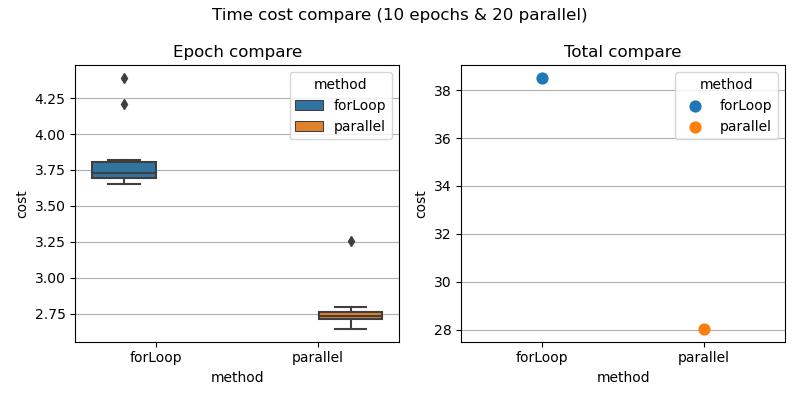 Time cost compare (10 epochs & 20 parallel)
Epoch compare
cost
4.25
4.00
3.75
3.50
3.25
3.00
2.75
method
forLoop
parallel
forLoop
parallel
method
Total compare
cost
38
36
34
32
30
28
method
forLoop
parallel
forLoop
parallel
method